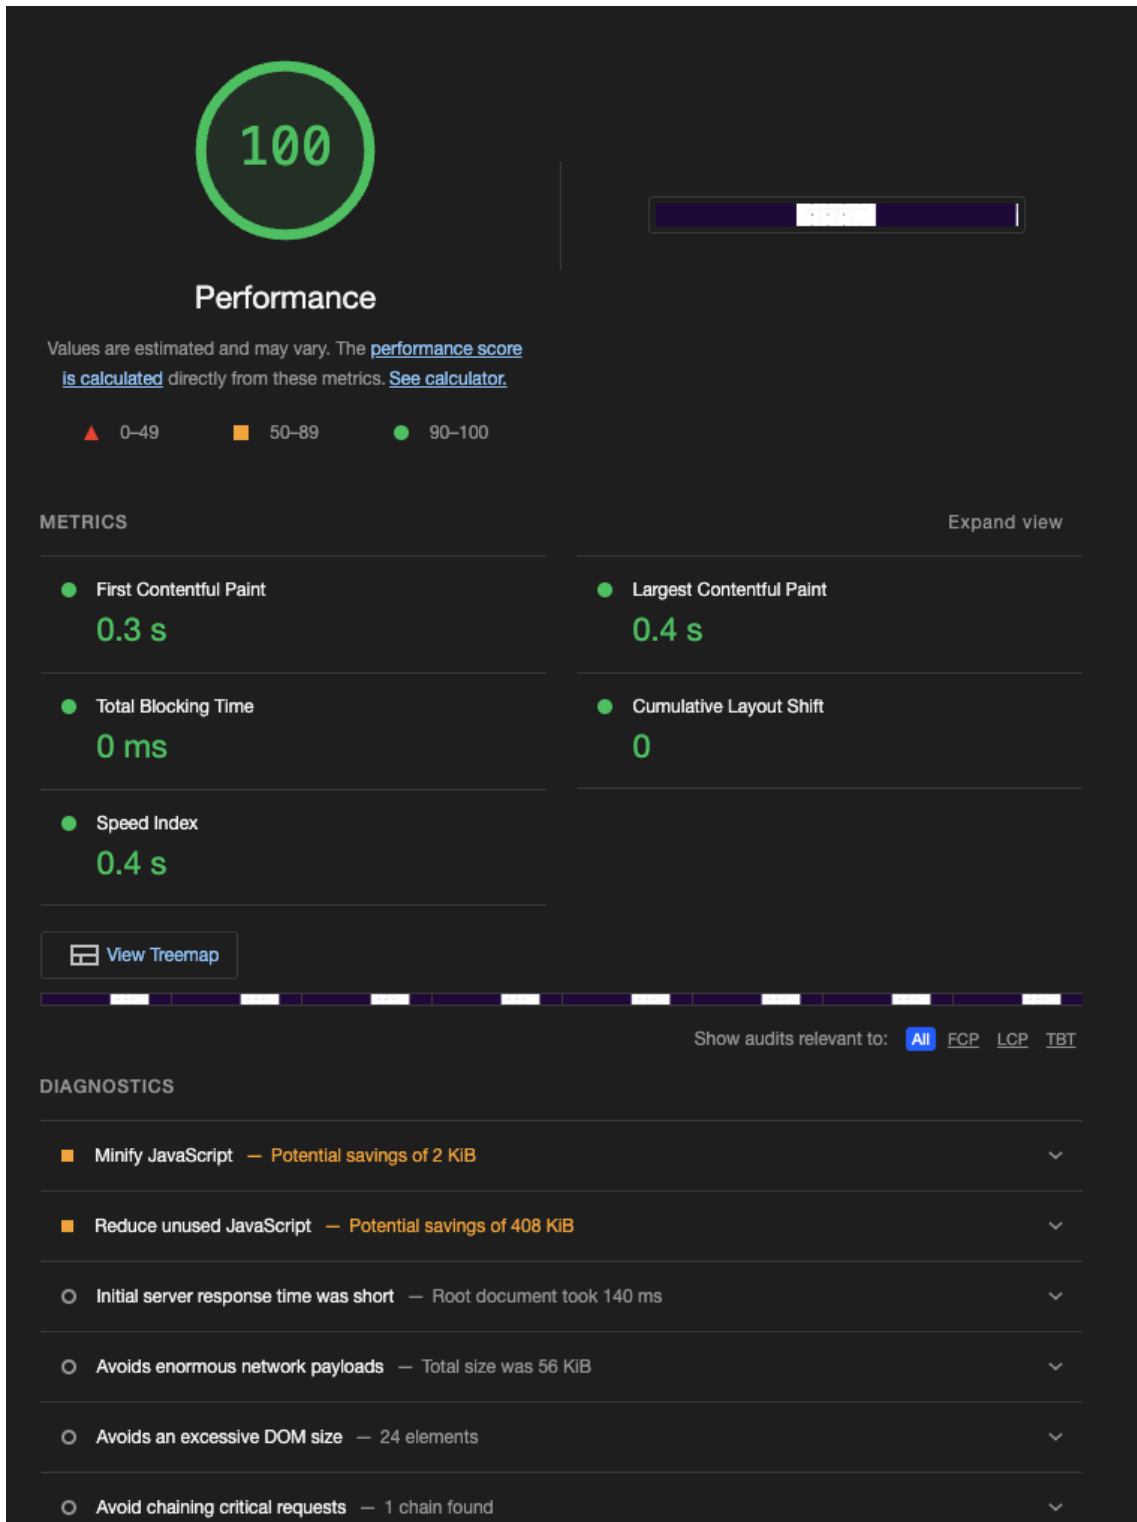 100
Performance
Values are estimated and may vary. The performance score
is calculated directly from these metrics. See calculator.
0–49
50–89
90–100
METRICS
Expand view
First Contentful Paint
0.3 s
Largest Contentful Paint
0.4 s
Total Blocking Time
0 ms
Cumulative Layout Shift
0
Speed Index
0.4 s
View Treemap
Show audits relevant to: All FCP LCP TBT
DIAGNOSTICS
Minify JavaScript — Potential savings of 2 KiB
Reduce unused JavaScript — Potential savings of 408 KiB
Initial server response time was short — Root document took 140 ms
Avoids enormous network payloads — Total size was 56 KiB
Avoids an excessive DOM size — 24 elements
Avoid chaining critical requests — 1 chain found